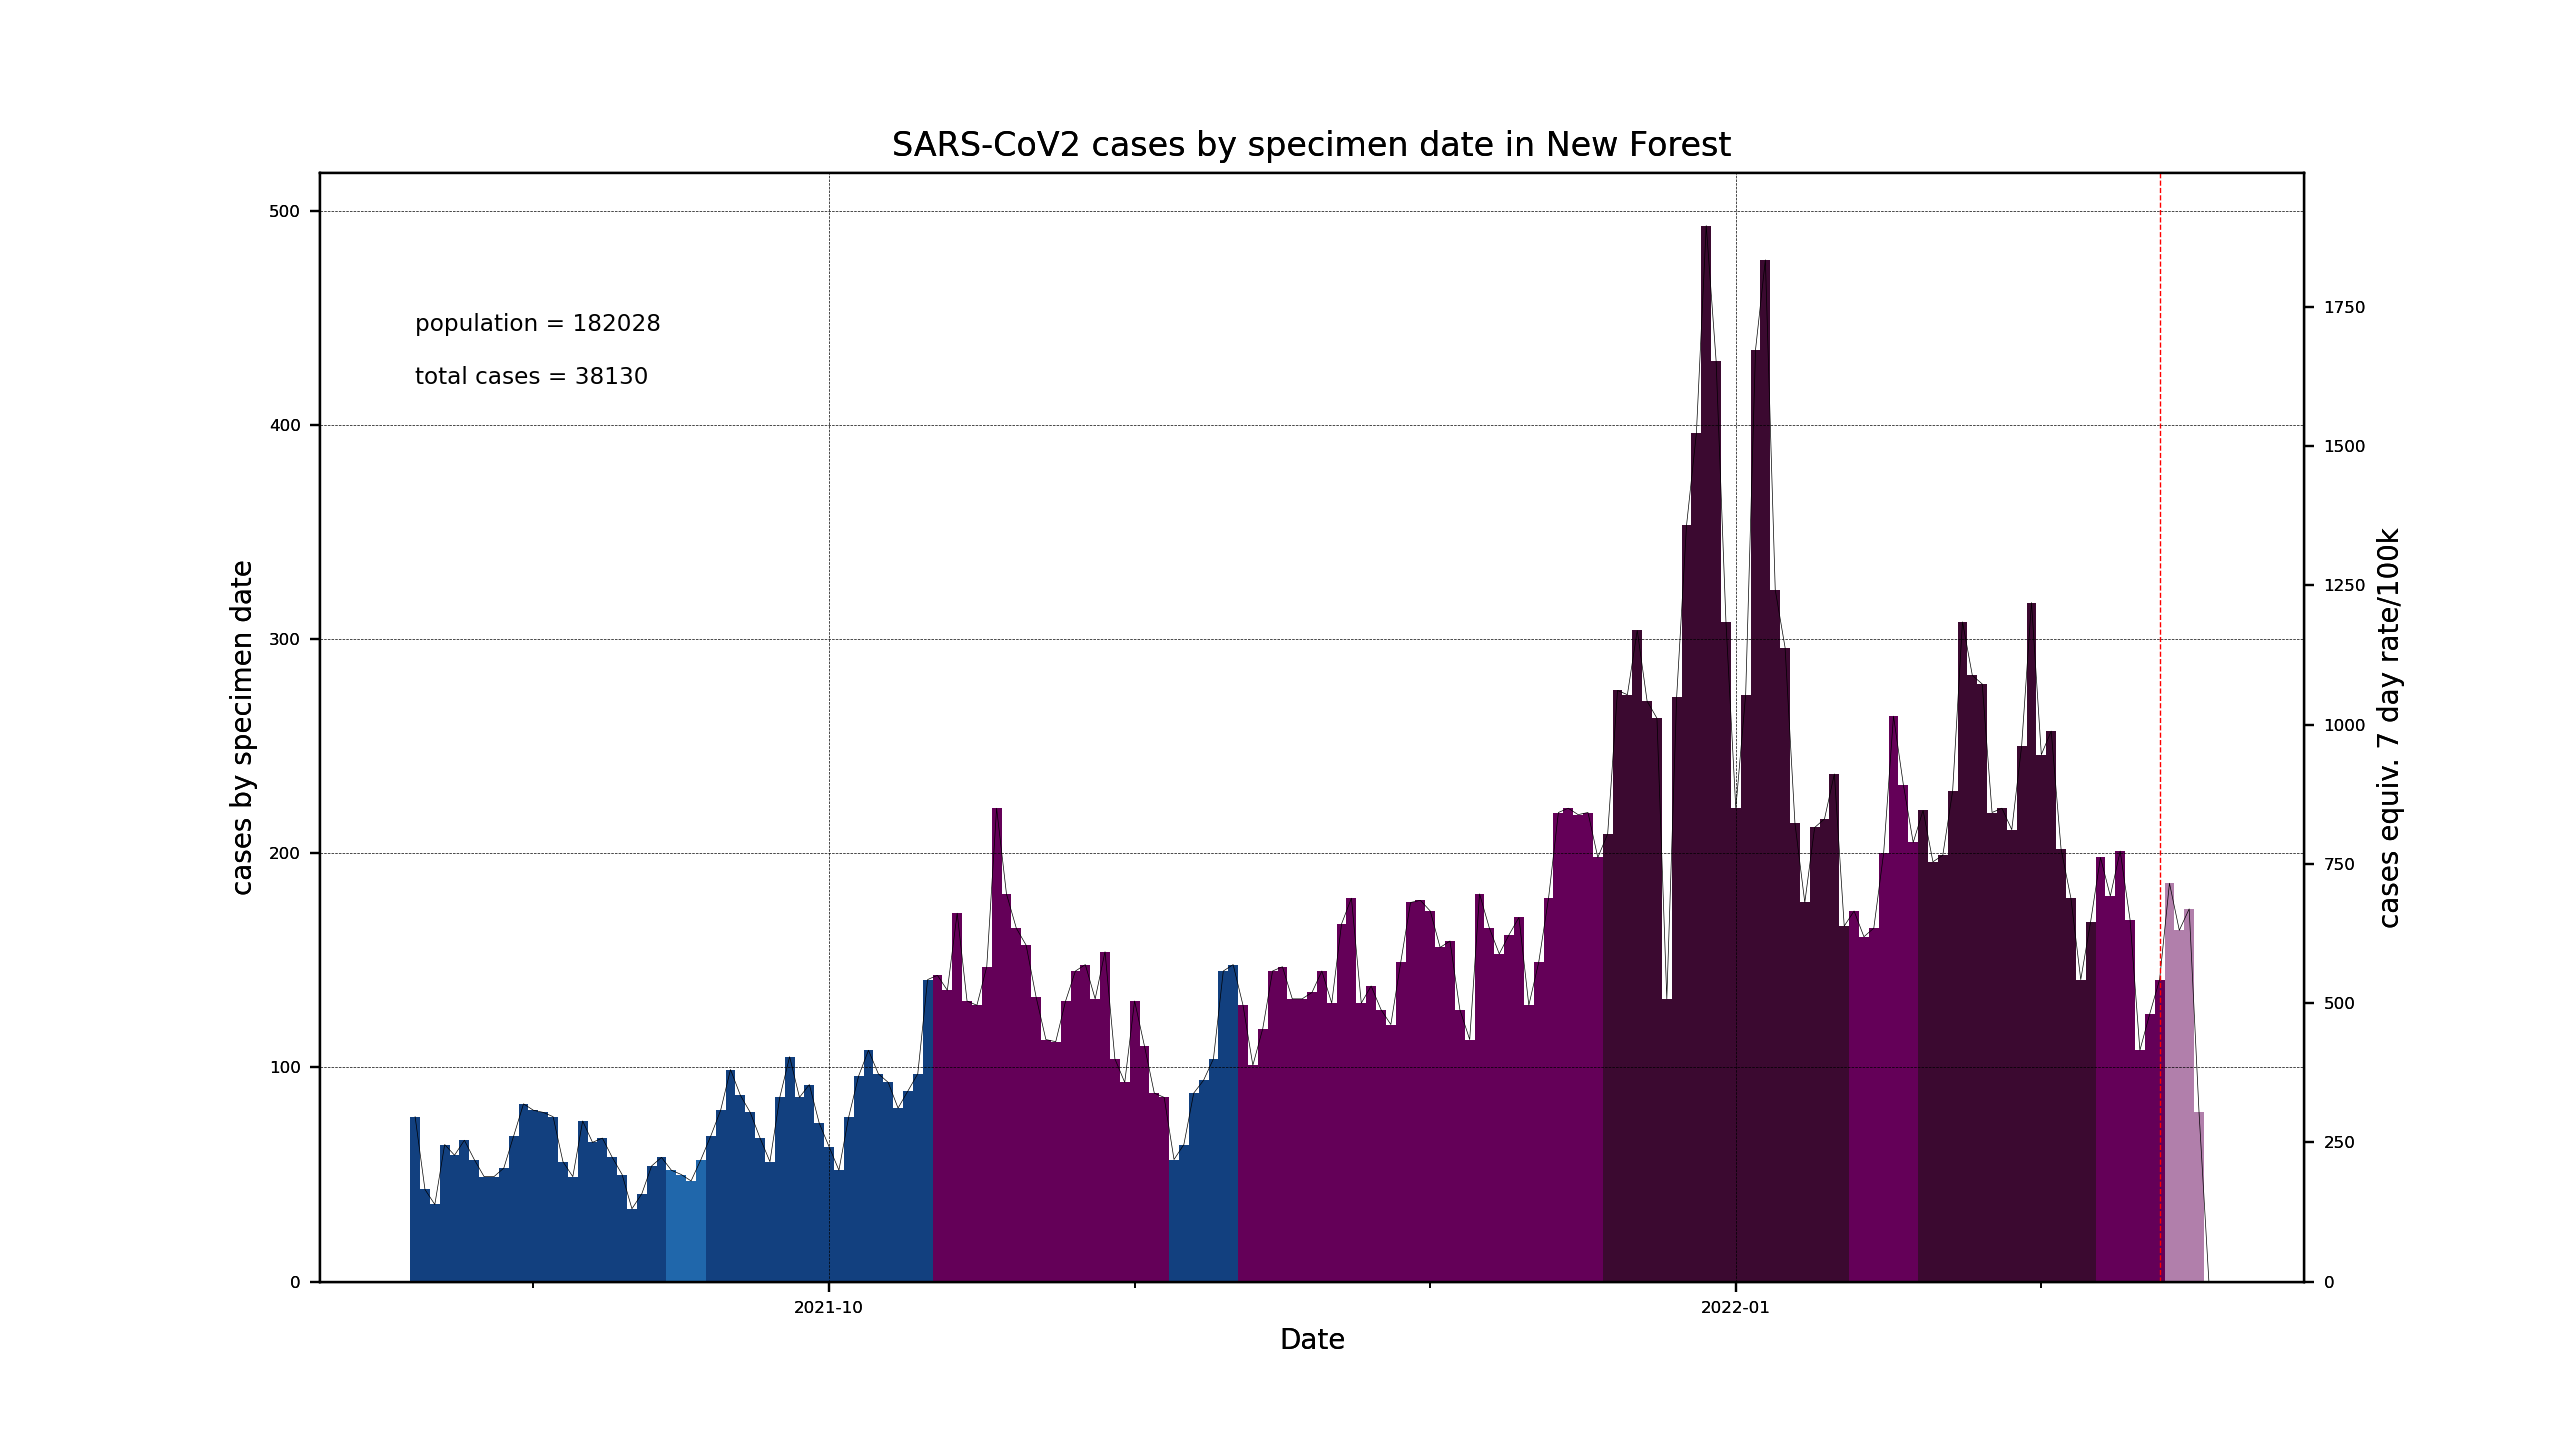 SARS-CoV2 cases by specimen date in New Forest
population = 182028
total cases = 38130
cases by specimen date
500
400
300
200
100
0
cases equiv. 7 day rate/100k
1750
1500
1250
1000
750
500
250
0
2021-10
2022-01
Date